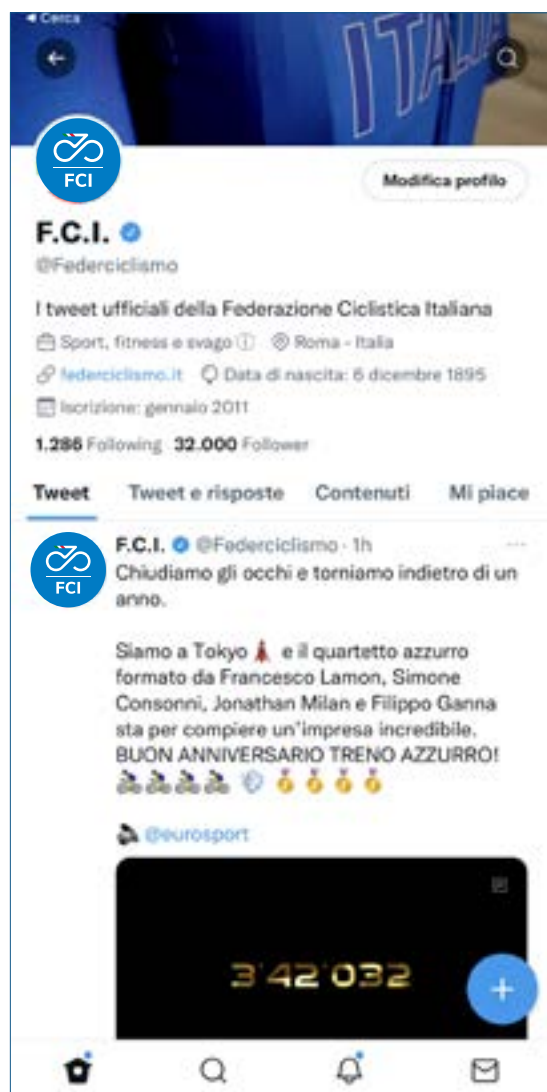 Cerca
ITALIA
FCI
Modifica profilo
F.C.I.
@Federciclismo
I tweet ufficiali della Federazione Ciclistica Italiana
Sport, fitness e svago Roma - Italia
federciclismo.it Data di nascita: 6 dicembre 1895
Iscrizione: gennaio 2011
1.286 Following 32.000 Follower
Tweet Tweet e risposte Contenuti Mi piace
FCI
F.C.I. @Federciclismo · 1h
Chiudiamo gli occhi e torniamo indietro di un
anno.
Siamo a Tokyo 🗼 e il quartetto azzurro
formato da Francesco Lamon, Simone
Consonni, Jonathan Milan e Filippo Ganna
sta per compiere un'impresa incredibile.
BUON ANNIVERSARIO TRENO AZZURRO!
@eurosport
3'42'032